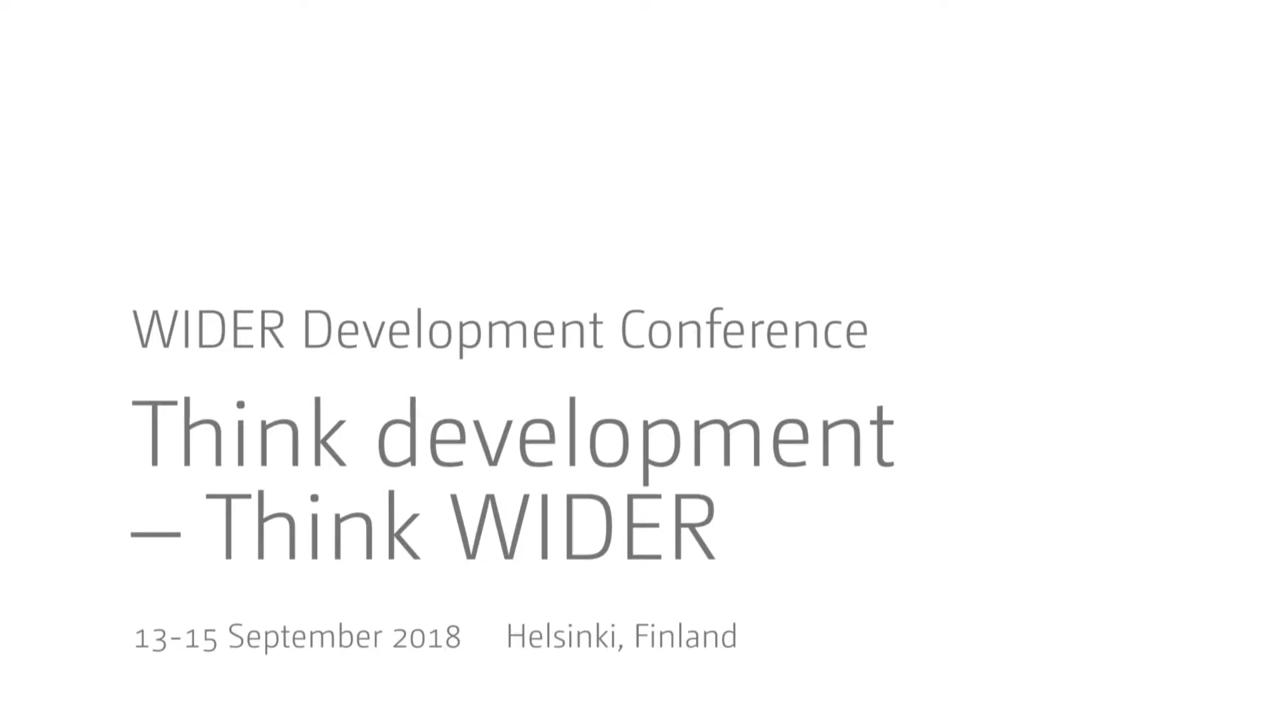 WIDER Development Conference
Think development
– Think WIDER
13-15 September 2018 Helsinki, Finland